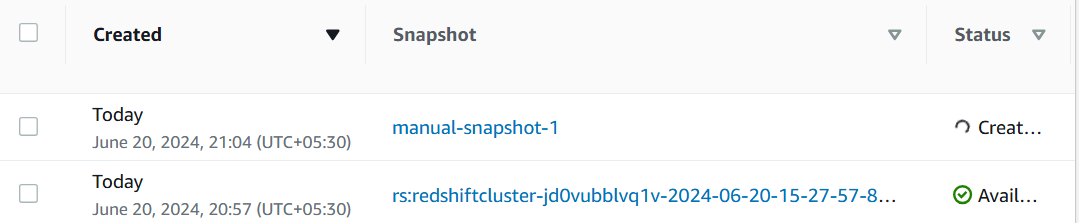 Created Snapshot Status
Today
manual-snapshot-1 Creat...
June 20, 2024, 21:04 (UTC+05:30)
Today
rs:redshiftcluster-jd0vubblvq1v-2024-06-20-15-27-57-8... Avail...
June 20, 2024, 20:57 (UTC+05:30)